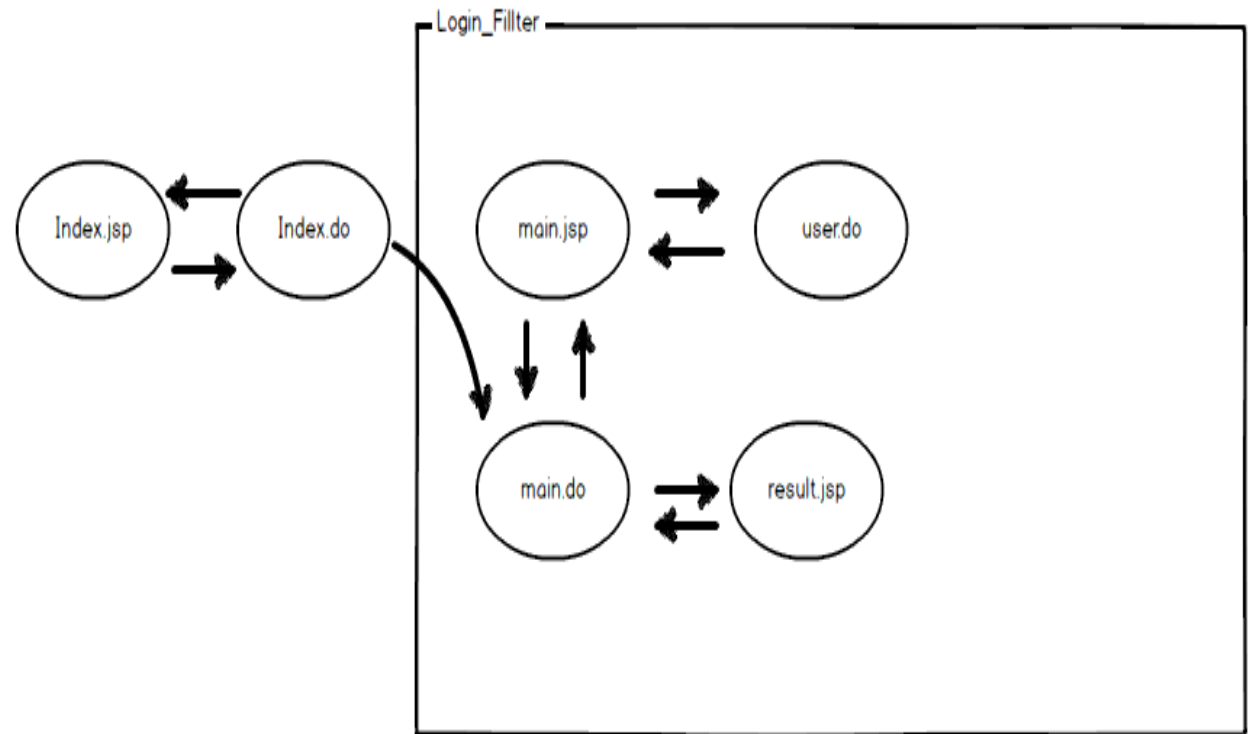 Login_Fillter
Index.jsp
Index.do
main.jsp
user.do
main.do
result.jsp